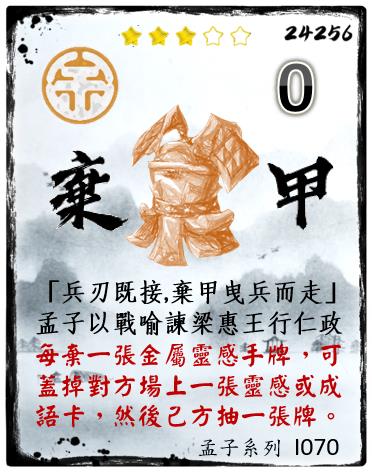 24256
0
棄 甲
「兵刃既接,棄甲曳兵而走」
孟子以戰喻諫梁惠王行仁政
每棄一張金屬靈感手牌，可
蓋掉對方場上一張靈感或成
語卡，然後己方抽一張牌。
孟子系列 1070